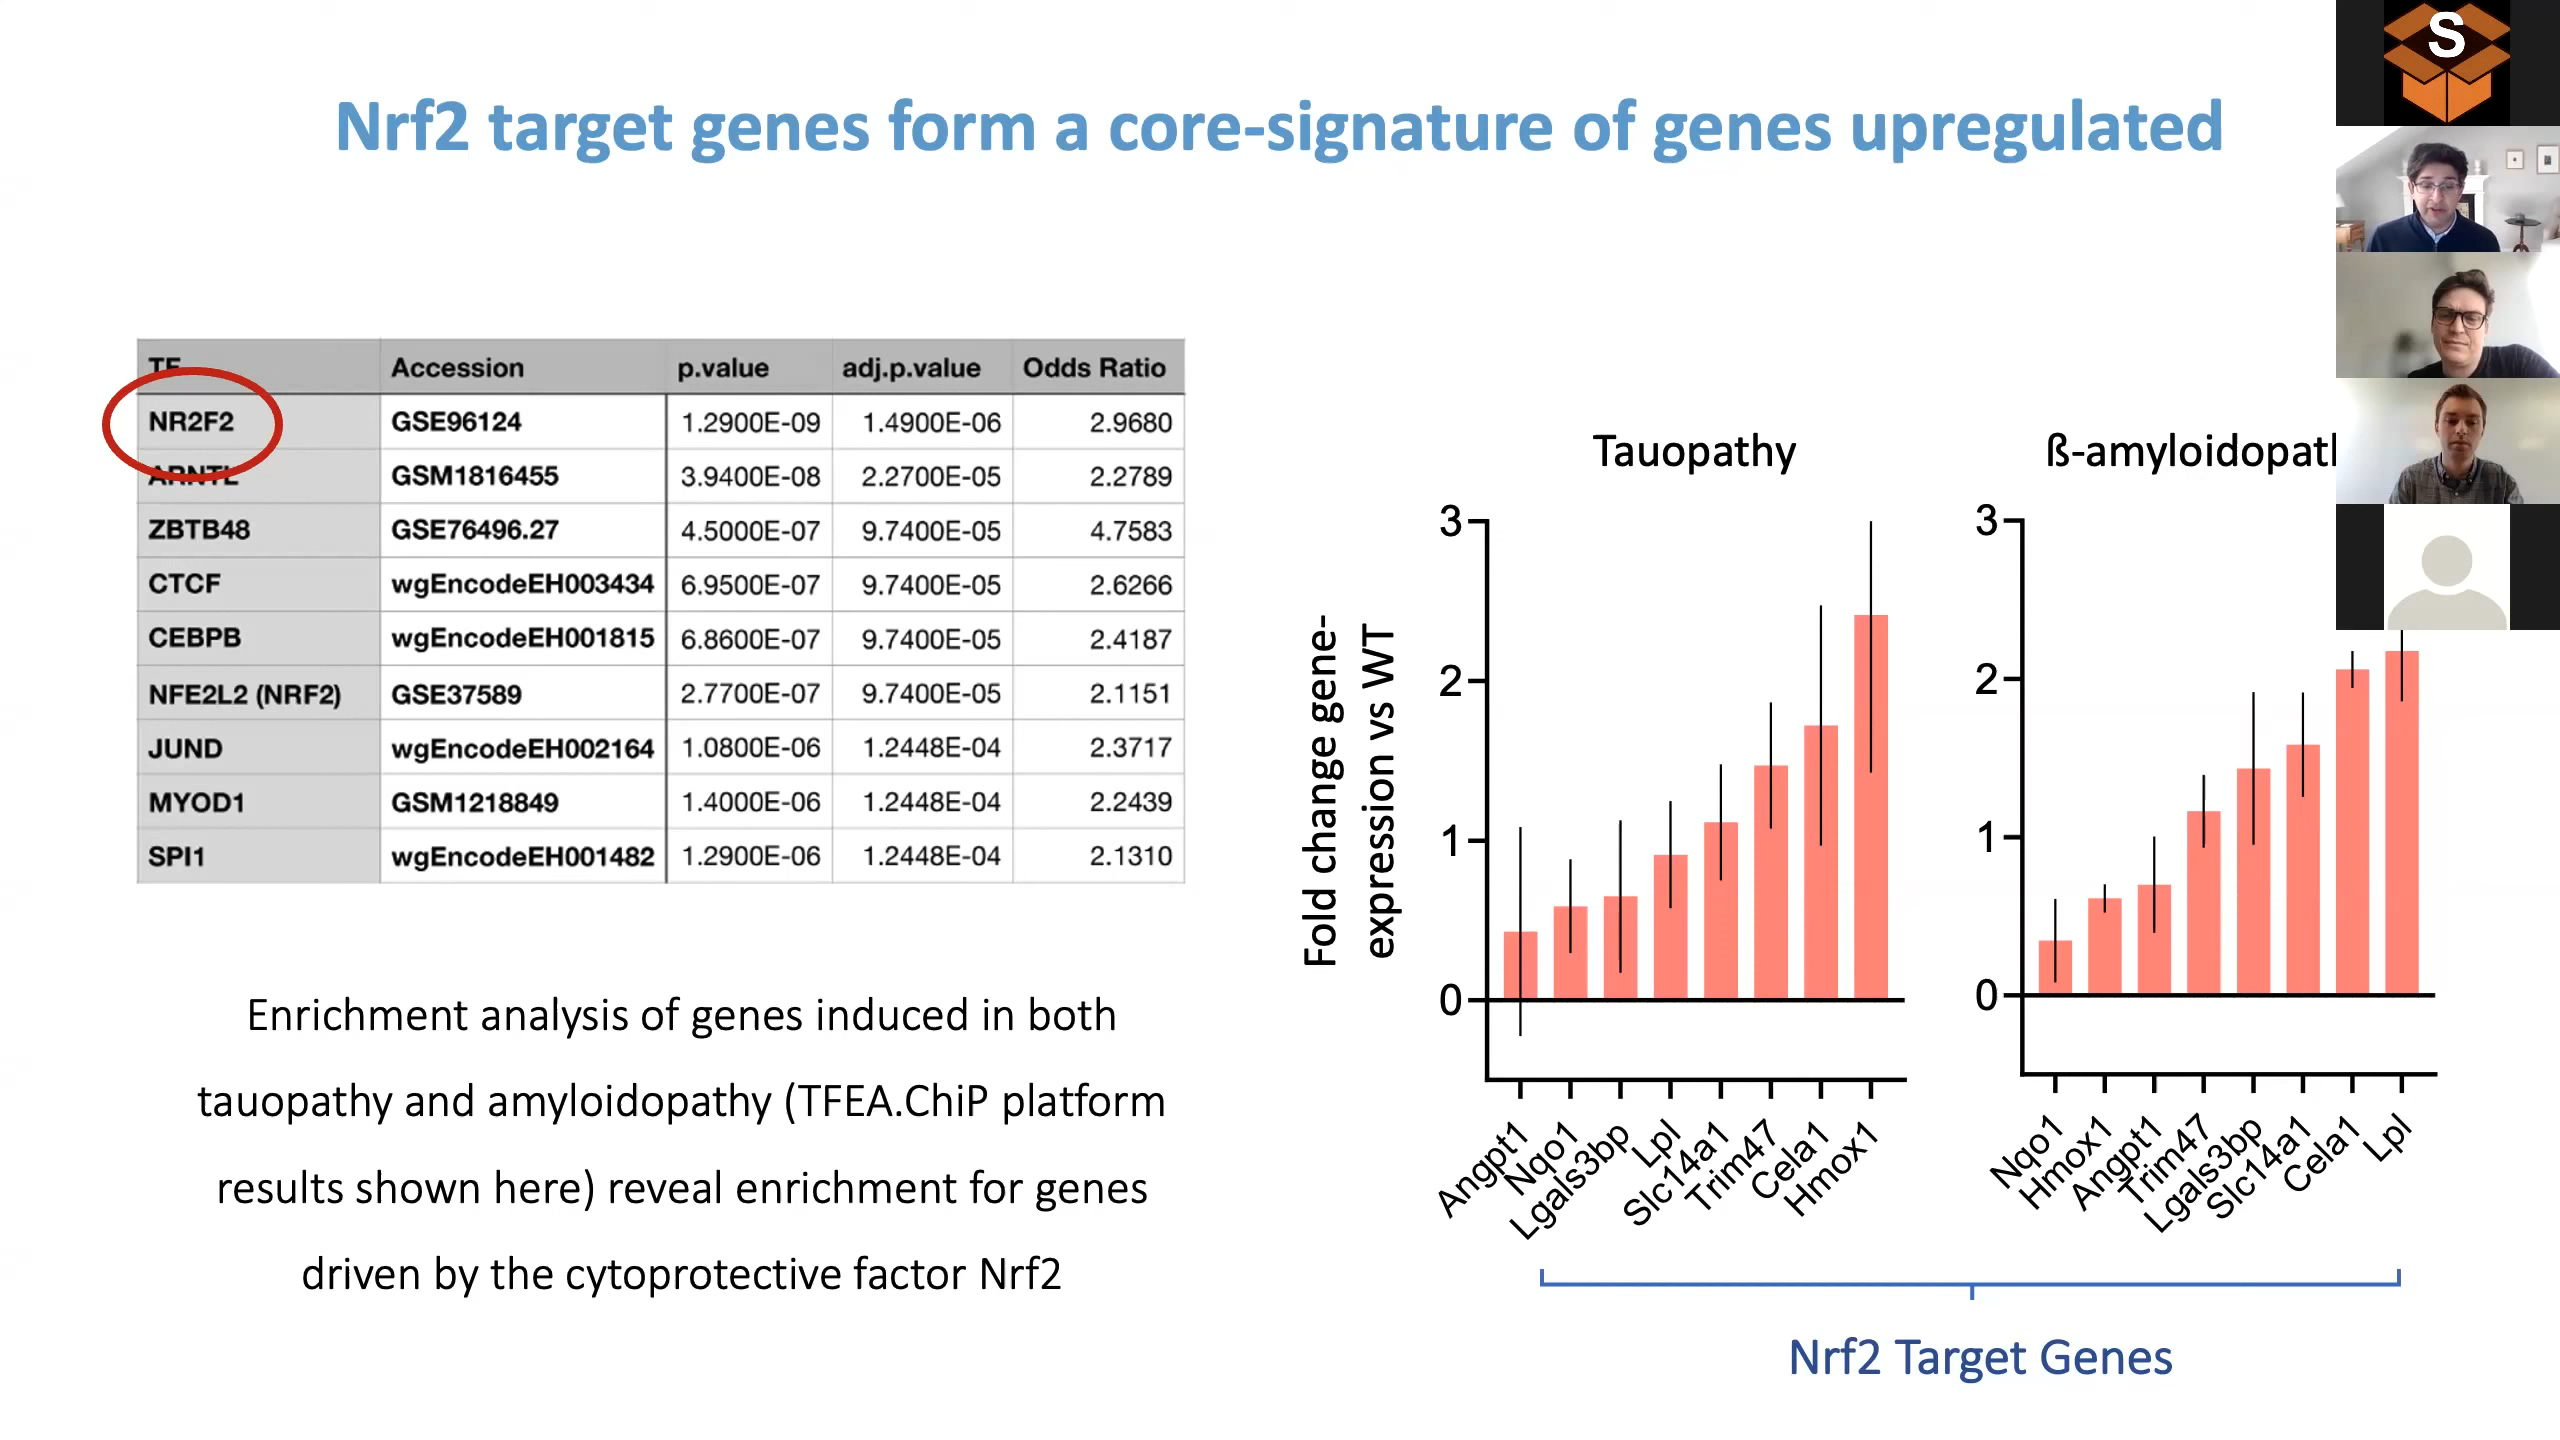 S
Nrf2 target genes form a core-signature of genes upregulated
TF Accession p.value adj.p.value Odds Ratio
NR2F2 GSE96124 1.2900E-09 1.4900E-06 2.9680
ARNTL GSM1816455 3.9400E-08 2.2700E-05 2.2789
ZBTB48 GSE76496.27 4.5000E-07 9.7400E-05 4.7583
CTCF wgEncodeEH003434 6.9500E-07 9.7400E-05 2.6266
CEBPB wgEncodeEH001815 6.8600E-07 9.7400E-05 2.4187
NFE2L2 (NRF2) GSE37589 2.7700E-07 9.7400E-05 2.1151
JUND wgEncodeEH002164 1.0800E-06 1.2448E-04 2.3717
MYOD1 GSM1218849 1.4000E-06 1.2448E-04 2.2439
SPI1 wgEncodeEH001482 1.2900E-06 1.2448E-04 2.1310
Enrichment analysis of genes induced in both
tauopathy and amyloidopathy (TFEA.ChiP platform
results shown here) reveal enrichment for genes
driven by the cytoprotective factor Nrf2
Fold change gene-
expression vs WT
Tauopathy
3
2
1
0
Angpt1
Nqo1
Lgals3bp
Lpl
Slc14a1
Trim47
Cela1
Hmox1
ß-amyloidopat
3
2
1
0
Nqo1
Hmox1
Angpt1
Trim47
Lgals3bp
Slc14a1
Cela1
Lpl
Nrf2 Target Genes